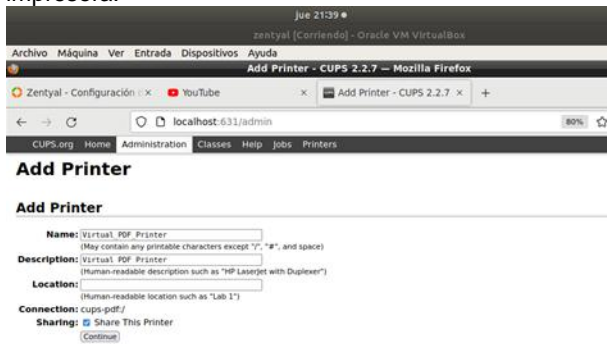 impresora.
jue 21:39
zentyal [Corriendo] - Oracle VM VirtualBox
Archivo Máquina Ver Entrada Dispositivos Ayuda
Add Printer - CUPS 2.2.7 — Mozilla Firefox
Zentyal - Configuración YouTube Add Printer - CUPS 2.2.7
localhost:631/admin 80%
CUPS.org Home Administration Classes Help Jobs Printers
Add Printer
Add Printer
Name: Virtual_PDF_Printer
(May contain any printable characters except "/", "#", and space)
Description: Virtual PDF Printer
(Human-readable description such as "HP LaserJet with Duplexer")
Location:
(Human-readable location such as "Lab 1")
Connection: cups-pdf:/
Sharing: Share This Printer
Continue